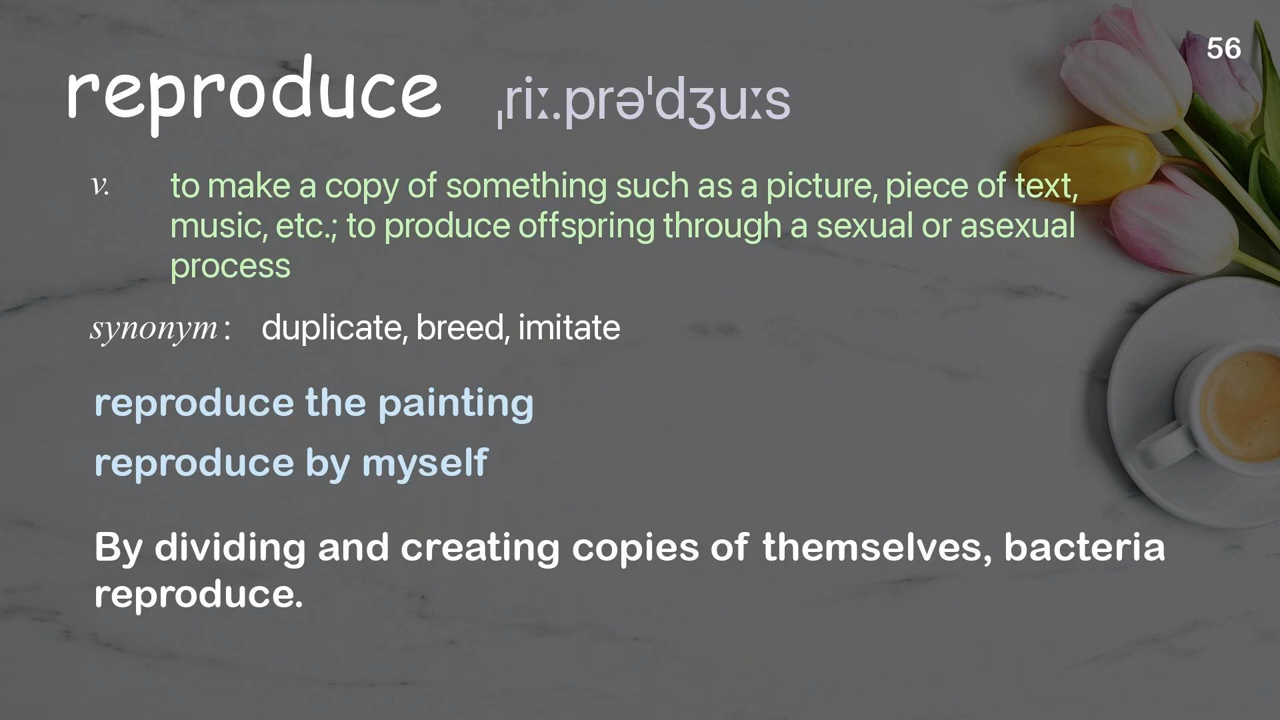 56
reproduce ˌriː.prəˈdʒuːs
v. to make a copy of something such as a picture, piece of text,
music, etc.; to produce offspring through a sexual or asexual
process
synonym: duplicate, breed, imitate
reproduce the painting
reproduce by myself
By dividing and creating copies of themselves, bacteria
reproduce.